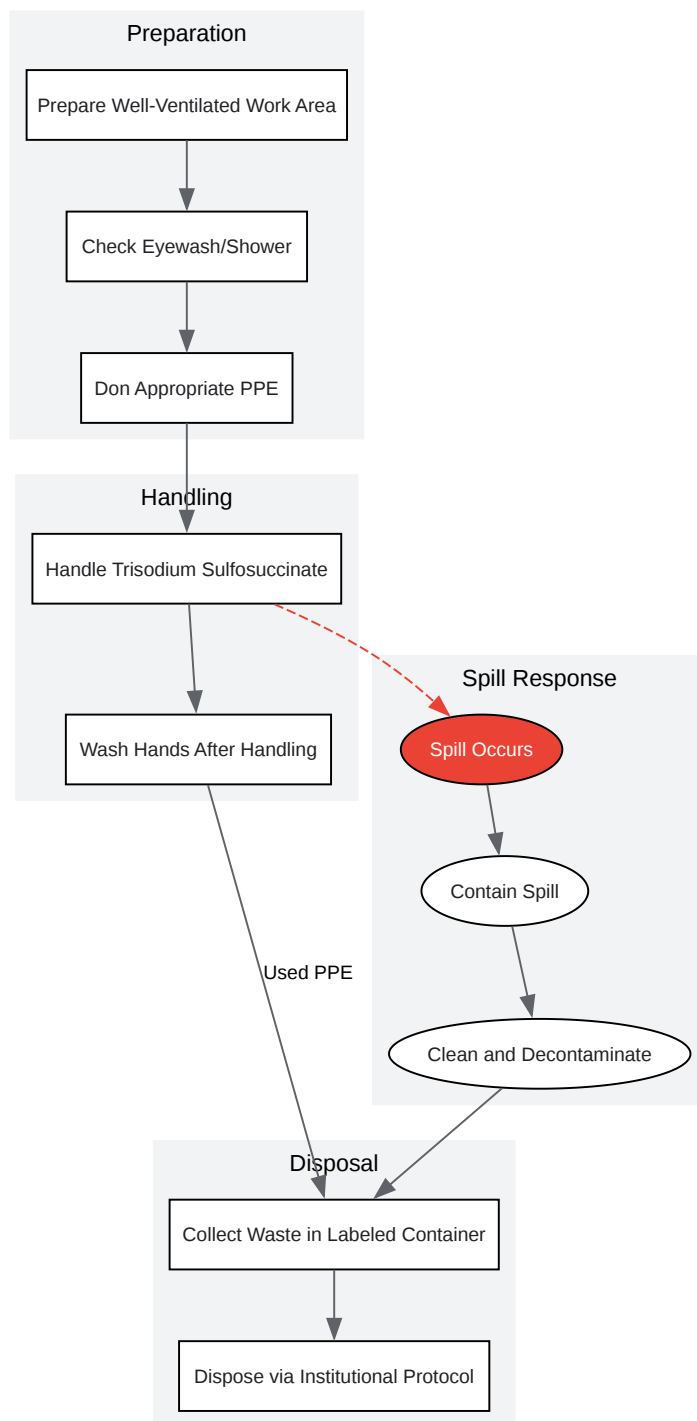 Preparation
Prepare Well-Ventilated Work Area
Check Eyewash/Shower
Don Appropriate PPE
Handling
Handle Trisodium Sulfosuccinate
Wash Hands After Handling
Spill Response
Spill Occurs
Contain Spill
Used PPE
Clean and Decontaminate
Disposal
Collect Waste in Labeled Container
Dispose via Institutional Protocol